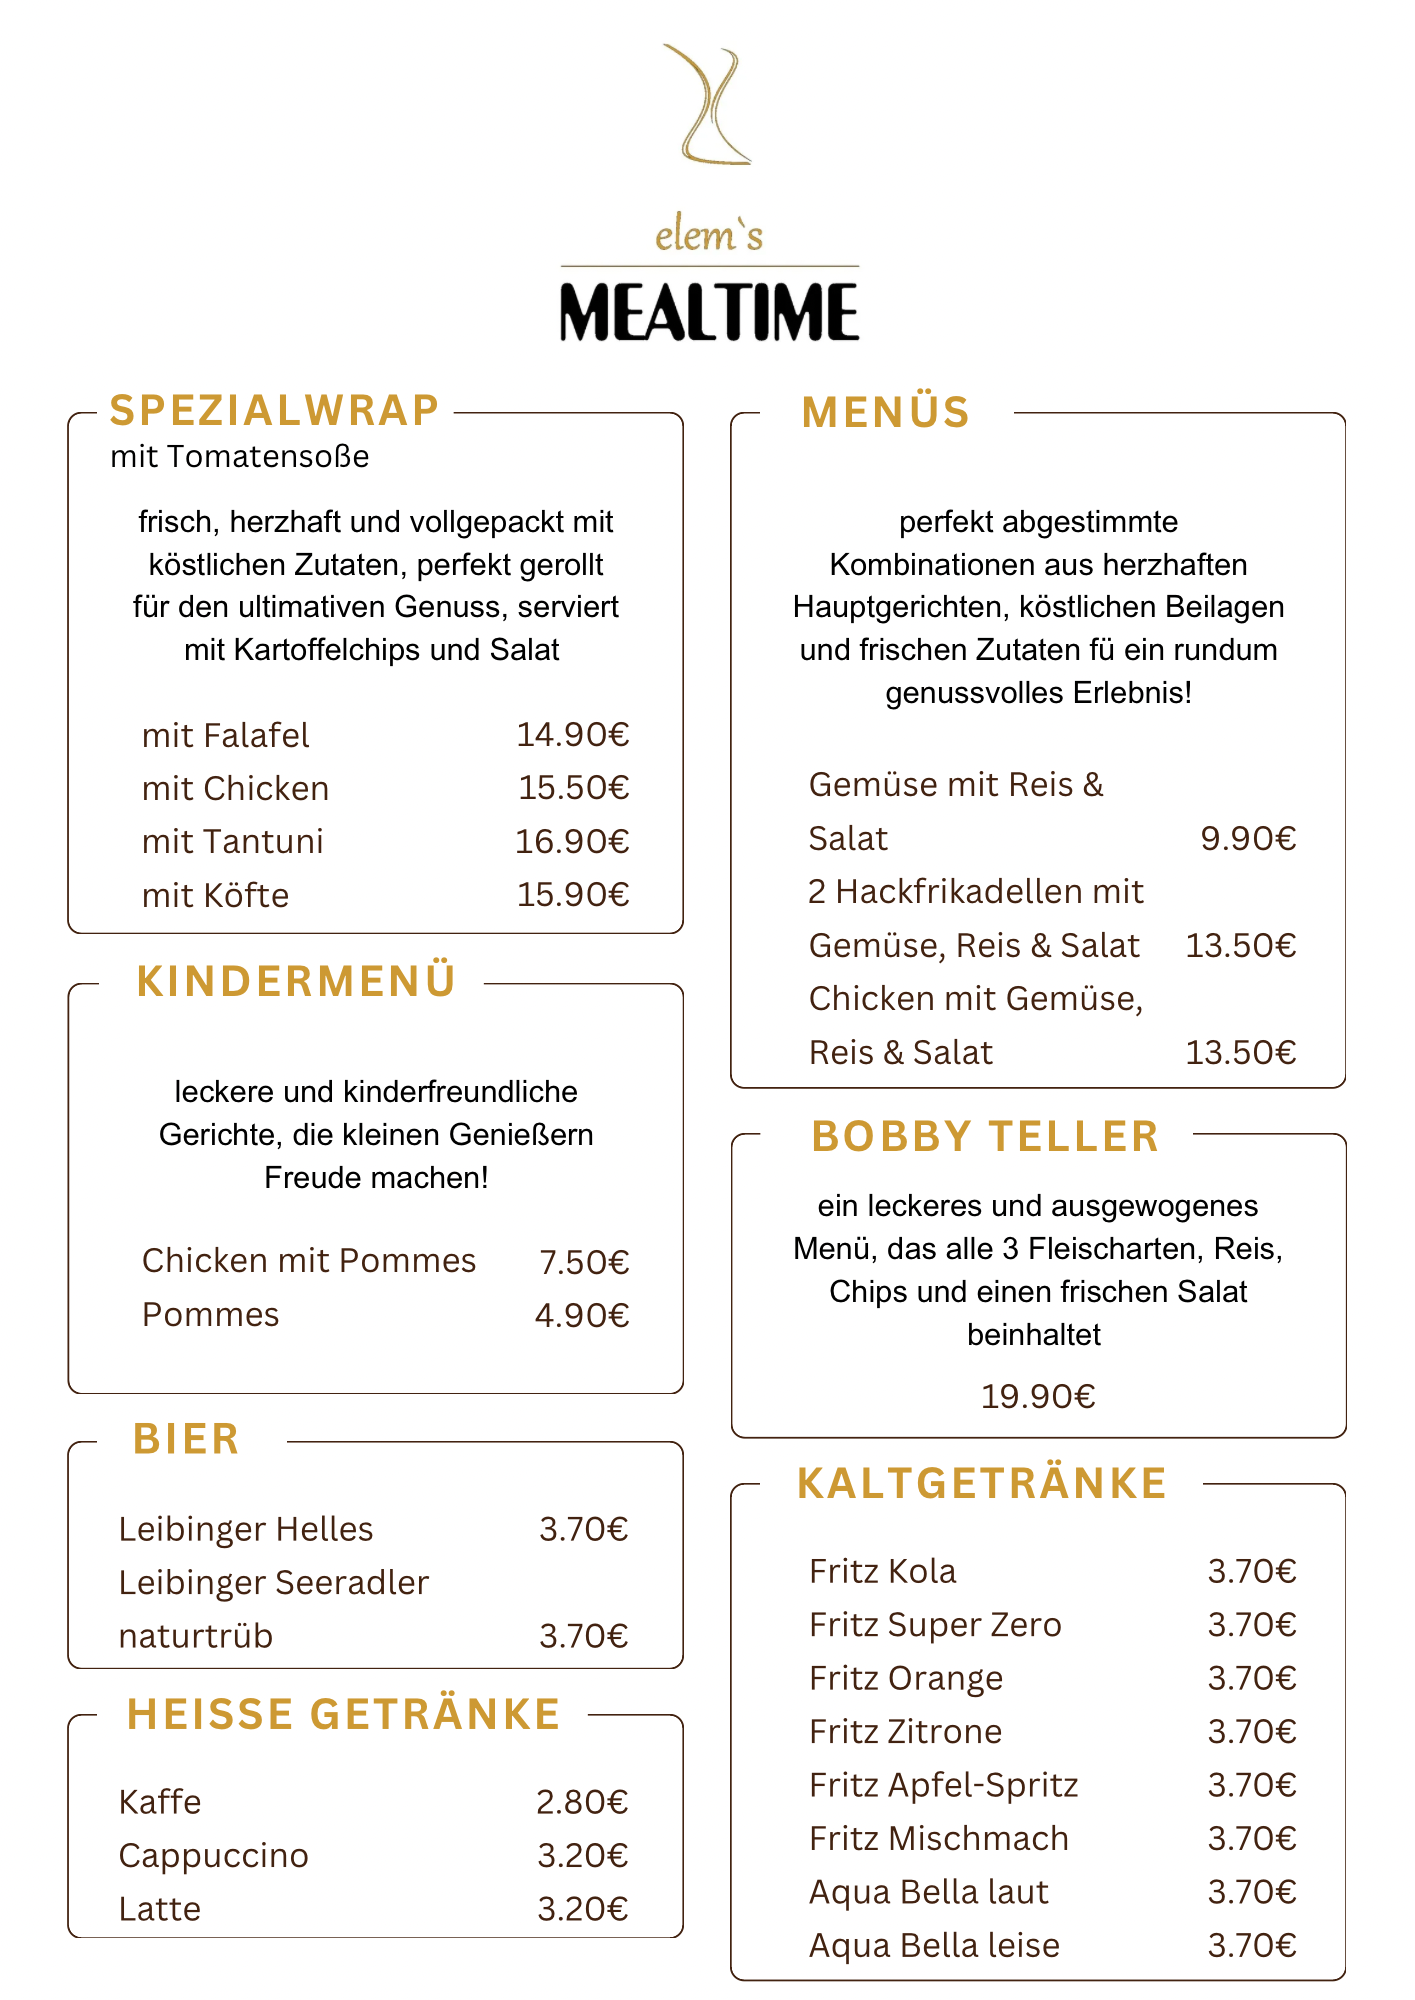 elem`s
MEALTIME
SPEZIALWRAP
mit Tomatensoße
frisch, herzhaft und vollgepackt mit
köstlichen Zutaten, perfekt gerollt
für den ultimativen Genuss, serviert
mit Kartoffelchips und Salat
mit Falafel 14.90€
mit Chicken 15.50€
mit Tantuni 16.90€
mit Köfte 15.90€
KINDERMENÜ
leckere und kinderfreundliche
Gerichte, die kleinen Genießern
Freude machen!
Chicken mit Pommes 7.50€
Pommes 4.90€
BIER
Leibinger Helles 3.70€
Leibinger Seeradler
naturtrüb 3.70€
HEISSE GETRÄNKE
Kaffe 2.80€
Cappuccino 3.20€
Latte 3.20€
MENÜS
perfekt abgestimmte
Kombinationen aus herzhaften
Hauptgerichten, köstlichen Beilagen
und frischen Zutaten fü ein rundum
genussvolles Erlebnis!
Gemüse mit Reis &
Salat 9.90€
2 Hackfrikadellen mit
Gemüse, Reis & Salat 13.50€
Chicken mit Gemüse,
Reis & Salat 13.50€
BOBBY TELLER
ein leckeres und ausgewogenes
Menü, das alle 3 Fleischarten, Reis,
Chips und einen frischen Salat
beinhaltet
19.90€
KALTGETRÄNKE
Fritz Kola 3.70€
Fritz Super Zero 3.70€
Fritz Orange 3.70€
Fritz Zitrone 3.70€
Fritz Apfel-Spritz 3.70€
Fritz Mischmach 3.70€
Aqua Bella laut 3.70€
Aqua Bella leise 3.70€